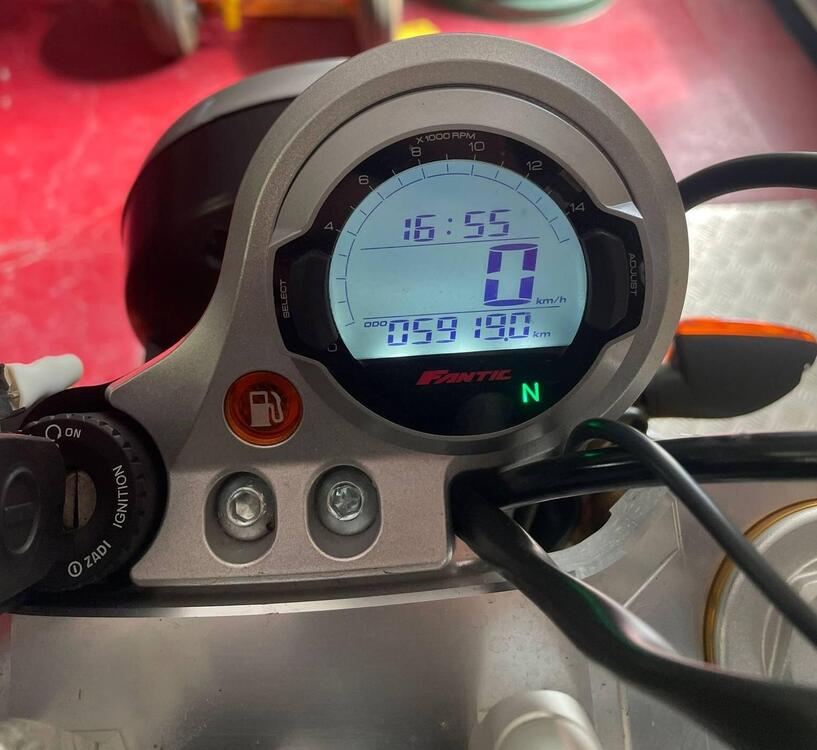 X1000 RPM
0
4
6
8
10
12
14
16:55
0 km/h
ODO 05919.0 km
SELECT
ADJUST
FANTIC
N
ON
IGNITION
ZADI